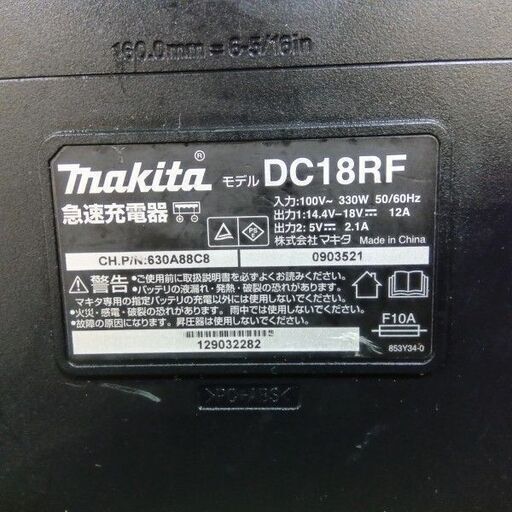 160.0mm = 6-5/16in
makita® モデル DC18RF
急速充電器
入力:100V~ 330W 50/60Hz
出力1:14.4V-18V⎓ 12A
出力2: 5V⎓ 2.1A
株式会社マキタ Made in China
PS
CH.P/N:630A88C8
0903521
⚠警告 •ご使用前に取扱説明書を必ずよくお読みください。
•バッテリの液漏れ・発熱・破裂の恐れがあります。
マキタ専用の指定バッテリの充電以外には使用しないでください。
•火災・感電・破裂の恐れがあります。雨中では使用しないでください。
•故障の原因になります。昇圧器は使用しないでください。
F10A
129032282
853Y34-0
>PC+ABS<